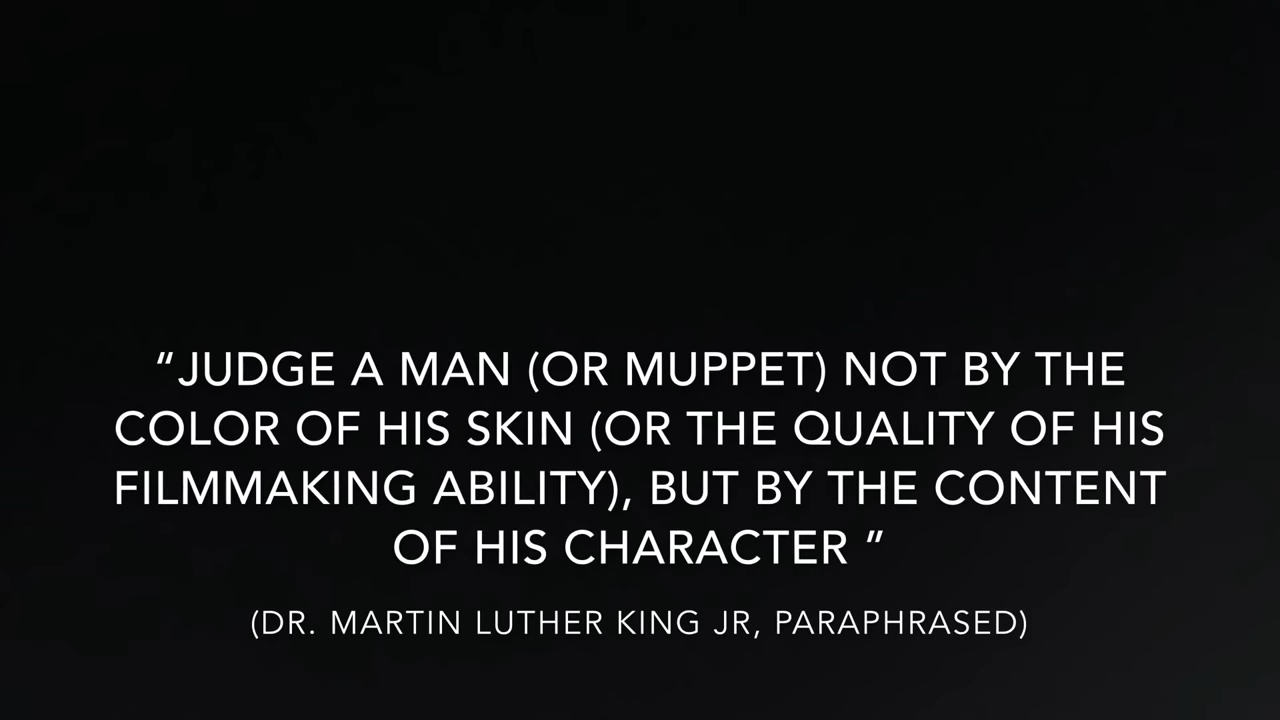 “JUDGE A MAN (OR MUPPET) NOT BY THE
COLOR OF HIS SKIN (OR THE QUALITY OF HIS
FILMMAKING ABILITY), BUT BY THE CONTENT
OF HIS CHARACTER ”
(DR. MARTIN LUTHER KING JR, PARAPHRASED)